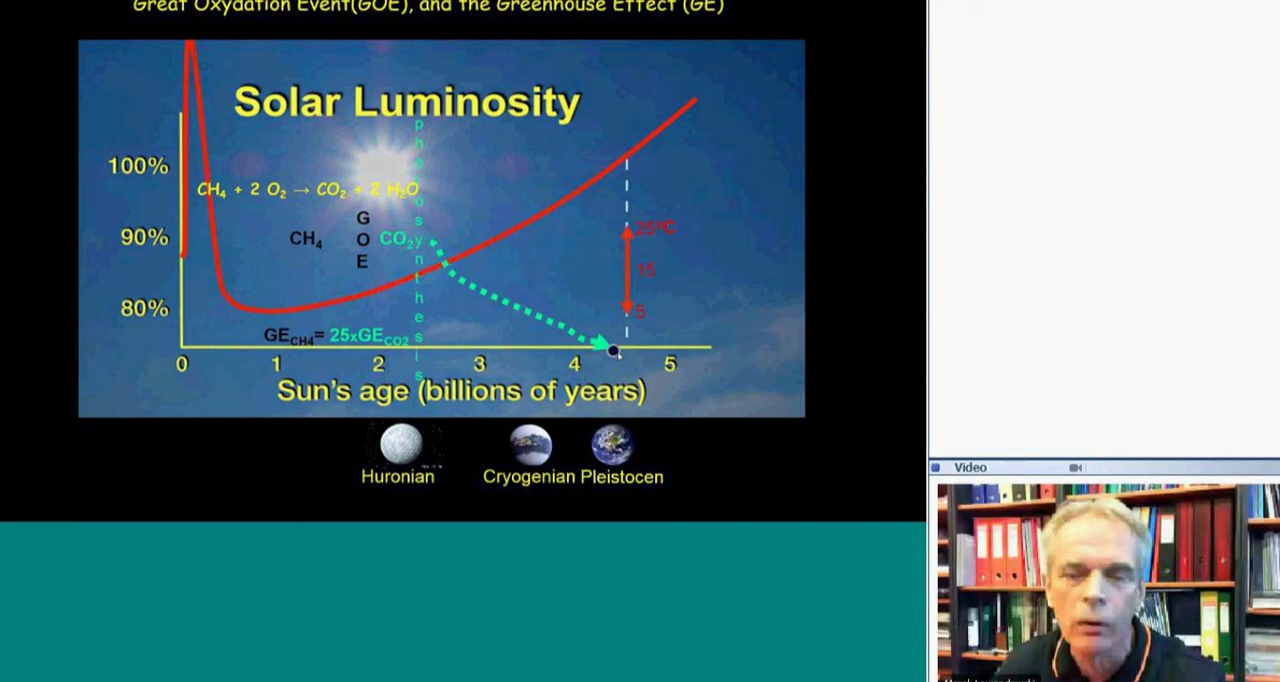 Great Oxydation Event(GOE), and the Greenhouse Effect (GE)
Solar Luminosity
photosynthesis
100%
CH4 + 2 O2 → CO2 + 2 H2O
G
O
E
90%
CH4
CO2
25°C
15
5
80%
GECH4= 25xGECO2
0 1 2 3 4 5
Sun's age (billions of years)
Huronian
Cryogenian Pleistocen
Video